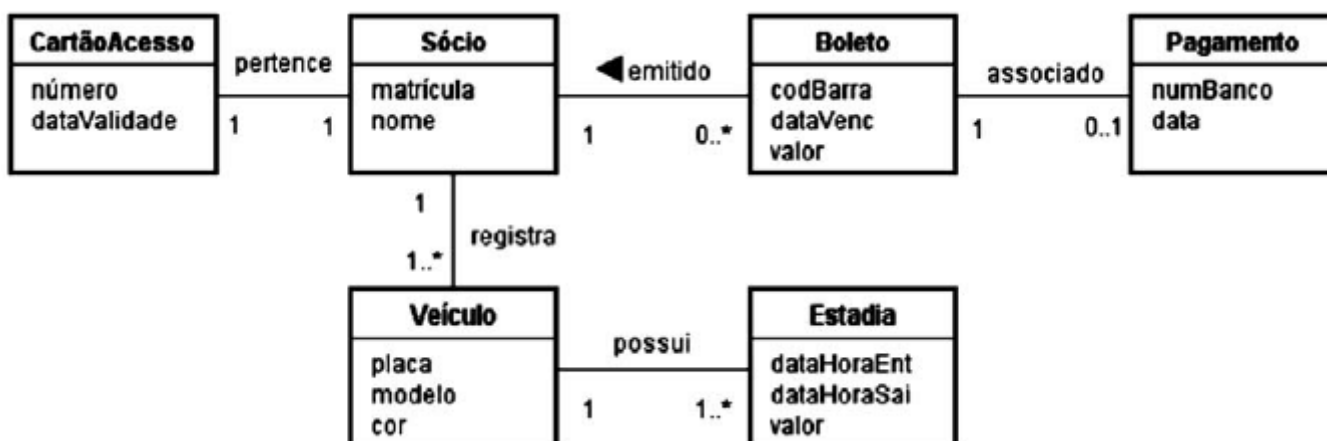 CartãoAcesso
número
dataValidade
pertence
1
1
Sócio
matrícula
nome
emitido
1
0..*
Boleto
codBarra
dataVenc
valor
associado
1
0..1
Pagamento
numBanco
data
1
registra
1..*
Veículo
placa
modelo
cor
possui
1
1..*
Estadia
dataHoraEnt
dataHoraSai
valor